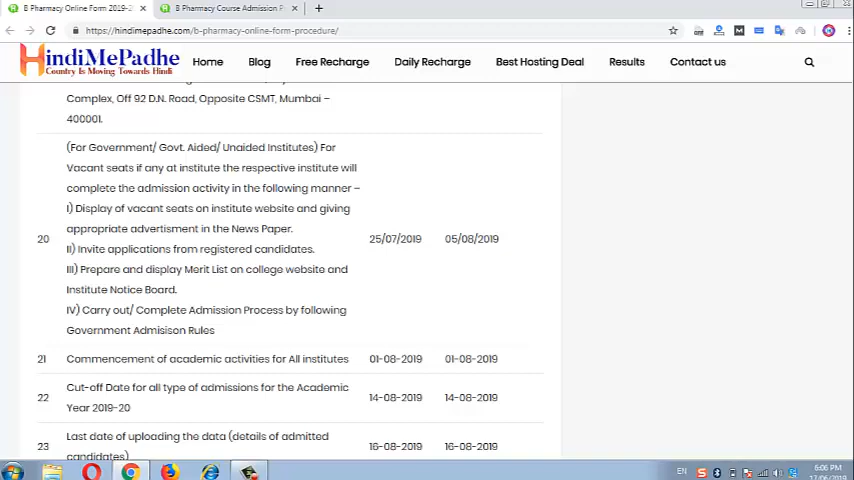 B Pharmacy Online Form 2019-2
B Pharmacy Course Admission P
https://hindimepadhe.com/b-pharmacy-online-form-procedure/
HindiMePadhe
Country Is Moving Towards Hindi
Home Blog Free Recharge Daily Recharge Best Hosting Deal Results Contact us
Complex, Off 92 D.N. Road, Opposite CSMT, Mumbai –
400001.
(For Government/ Govt. Aided/ Unaided Institutes) For
Vacant seats if any at institute the respective institute will
complete the admission activity in the following manner –
I) Display of vacant seats on institute website and giving
appropriate advertisment in the News Paper.
20 25/07/2019 05/08/2019
II) Invite applications from registered candidates.
III) Prepare and display Merit List on college website and
Institute Notice Board.
IV) Carry out/ Complete Admission Process by following
Government Admisison Rules
21 Commencement of academic activities for All institutes 01-08-2019 01-08-2019
Cut-off Date for all type of admissions for the Academic
22 14-08-2019 14-08-2019
Year 2019-20
Last date of uploading the data (details of admitted
23 16-08-2019 16-08-2019
candidates)
EN
6:06 PM
17/06/2019